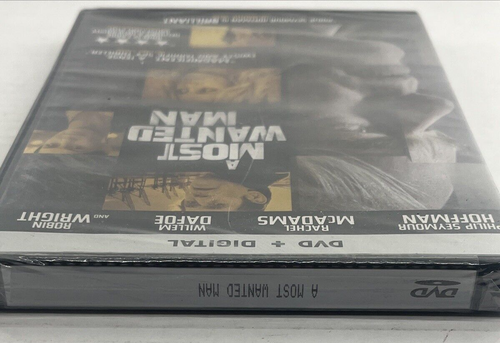 A MOST WANTED MAN
DVD
DVD + DIGITAL
PHILIP SEYMOUR HOFFMAN
RACHEL McADAMS
WILLEM DAFOE
AND ROBIN WRIGHT
A
MOST
WANTED
MAN
BRILLIANT